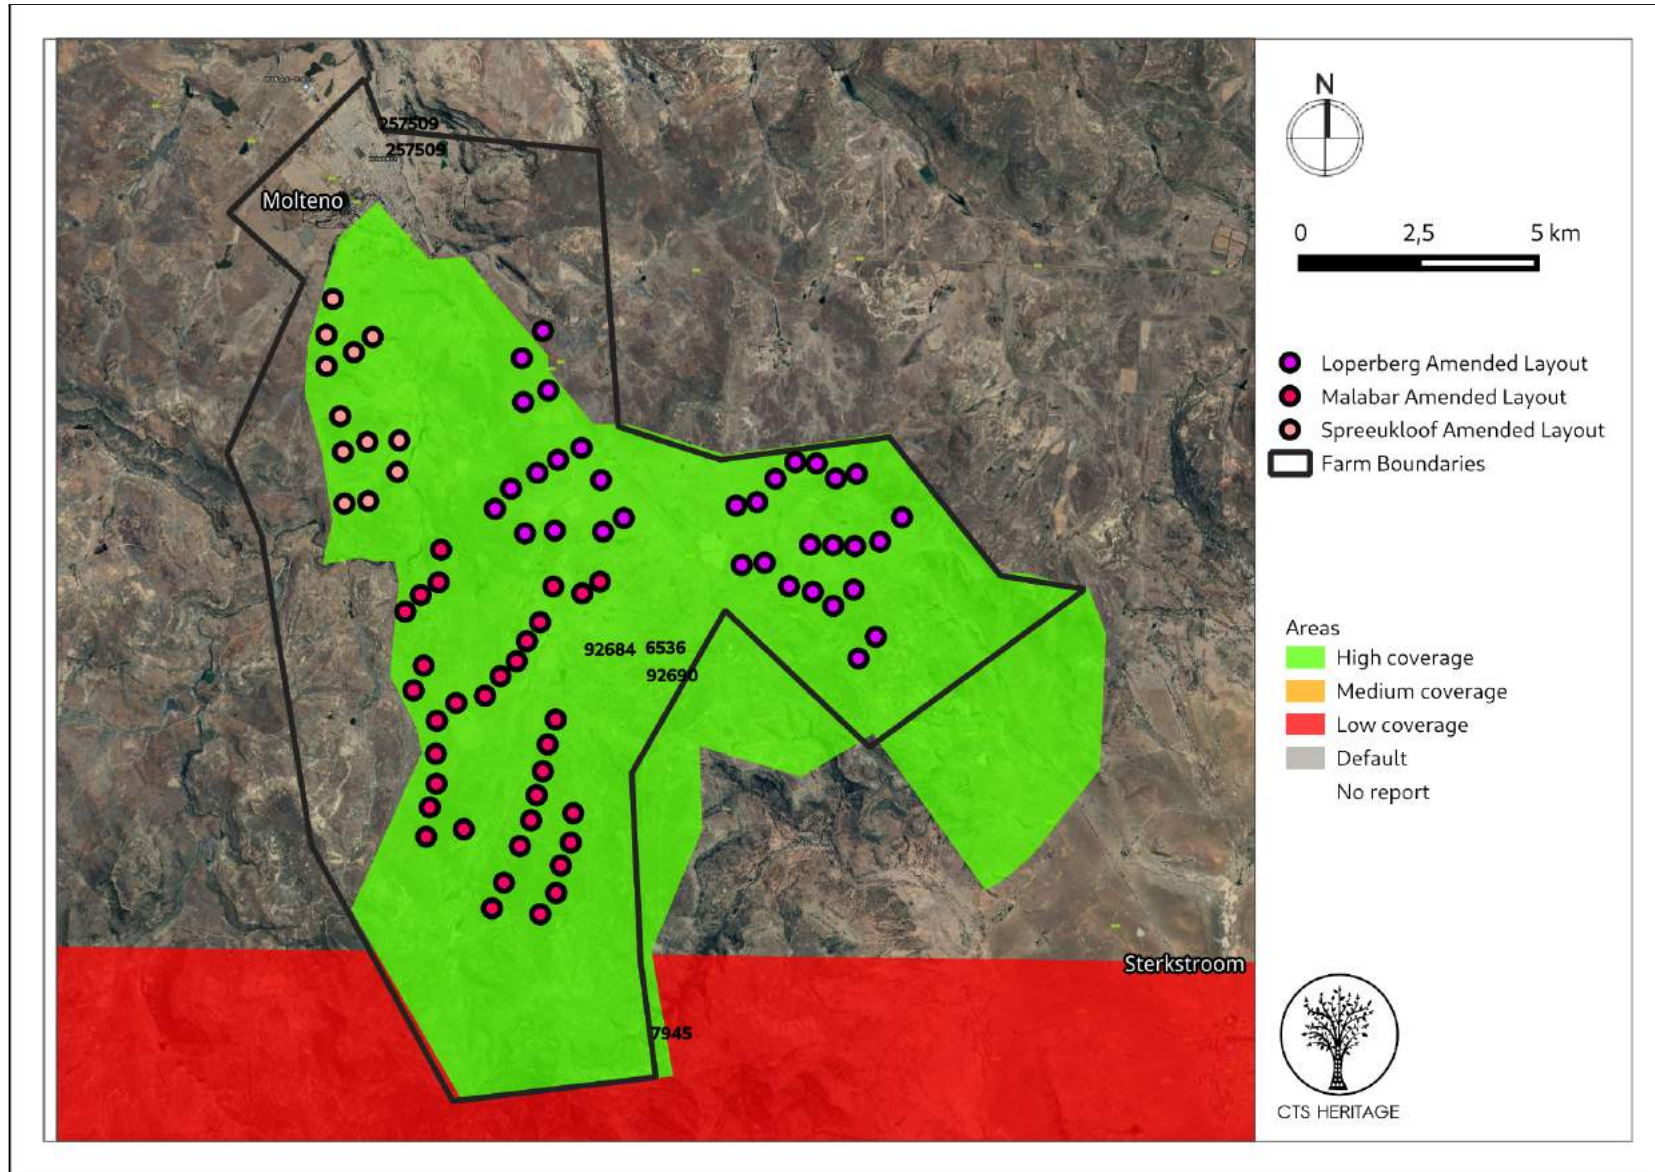 257509
257509
Molteno
92684 6536
92690
Sterkstroom
7945
N
0 2,5 5 km
Loperberg Amended Layout
Malabar Amended Layout
Spreeukloof Amended Layout
Farm Boundaries
Areas
High coverage
Medium coverage
Low coverage
Default
No report
CTS HERITAGE